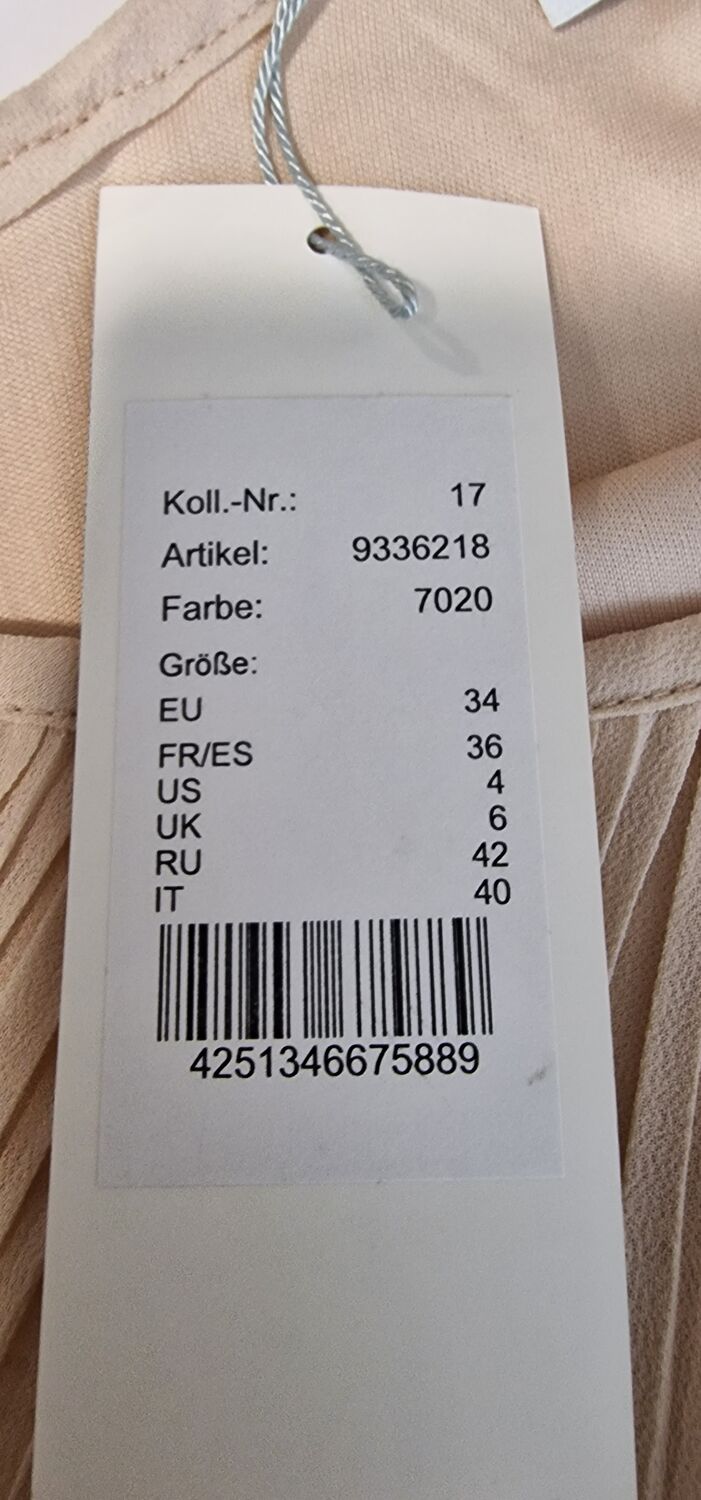 Koll.-Nr.: 17
Artikel: 9336218
Farbe: 7020
Größe:
EU 34
FR/ES 36
US 4
UK 6
RU 42
IT 40
4251346675889